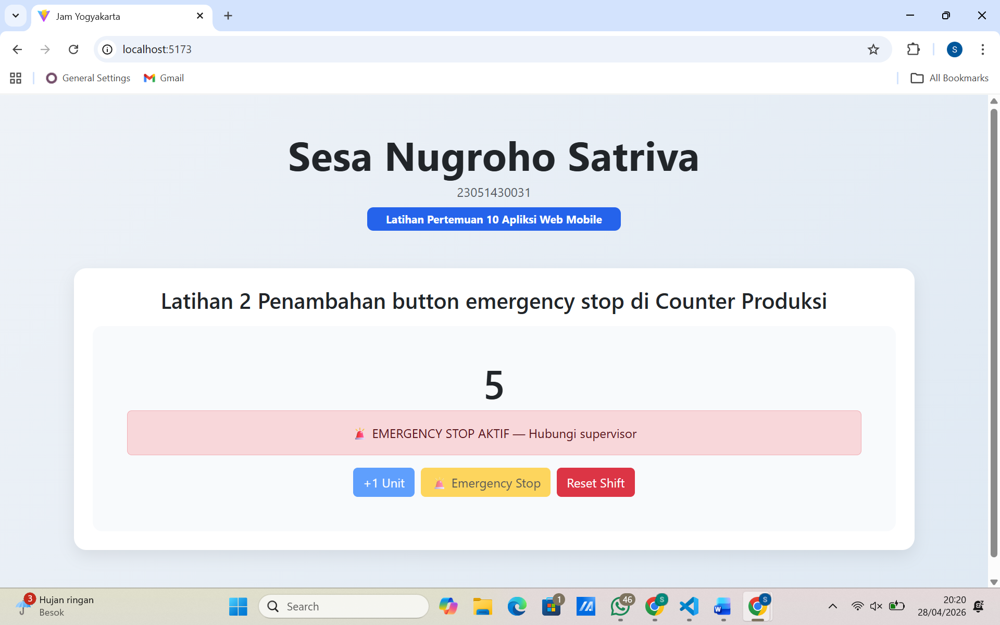 Jam Yogyakarta
localhost:5173
S
General Settings
Gmail
All Bookmarks
Sesa Nugroho Satriva
23051430031
Latihan Pertemuan 10 Apliksi Web Mobile
Latihan 2 Penambahan button emergency stop di Counter Produksi
5
🚨 EMERGENCY STOP AKTIF — Hubungi supervisor
+1 Unit
🚨 Emergency Stop
Reset Shift
3
Hujan ringan
Besok
Search
1
46
S
W
S
20:20
28/04/2026